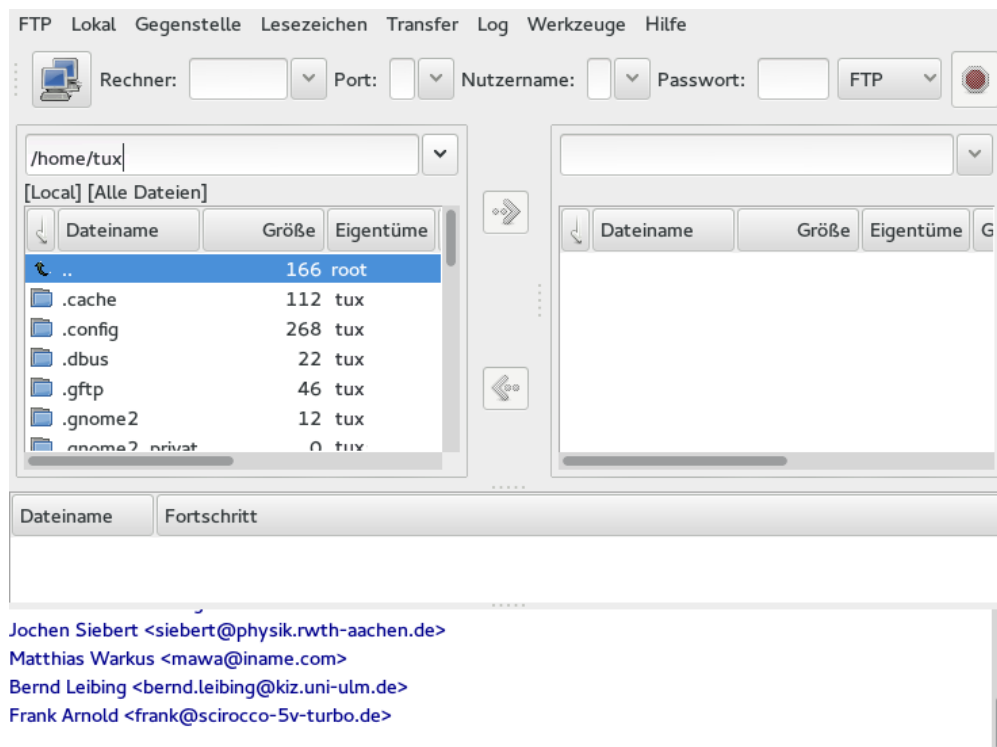 FTP Lokal Gegenstelle Lesezeichen Transfer Log Werkzeuge Hilfe
Rechner: Port: Nutzername: Passwort: FTP
/home/tux
[Local] [Alle Dateien]
Dateiname Größe Eigentüme
.. 166 root
.cache 112 tux
.config 268 tux
.dbus 22 tux
.gftp 46 tux
.gnome2 12 tux
.gnome2_privat 0 tux
Dateiname Größe Eigentüme G
Dateiname Fortschritt
Jochen Siebert <siebert@physik.rwth-aachen.de>
Matthias Warkus <mawa@iname.com>
Bernd Leibing <bernd.leibing@kiz.uni-ulm.de>
Frank Arnold <frank@scirocco-5v-turbo.de>